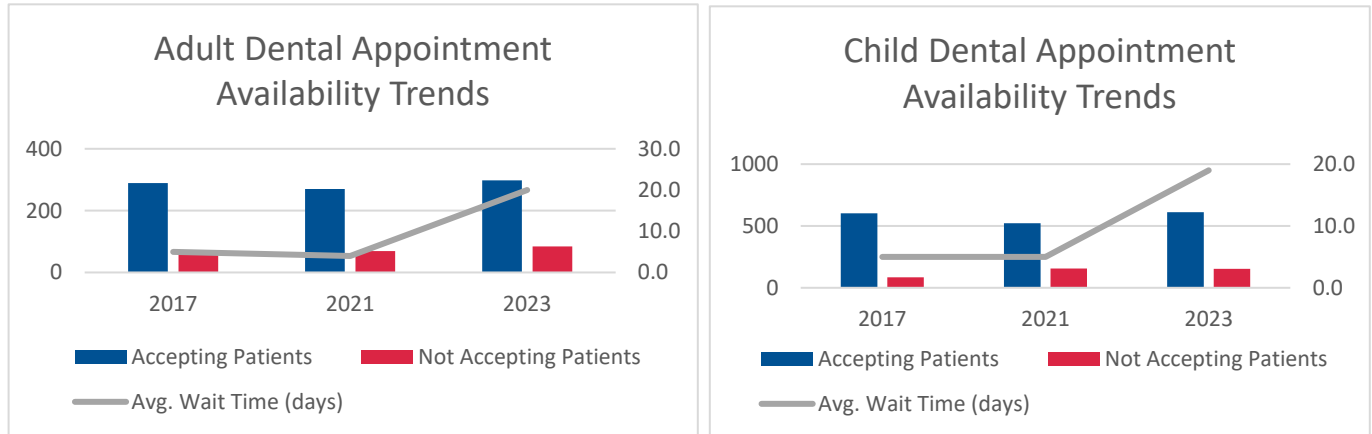 Adult Dental Appointment
Availability Trends
400
200
0
30.0
20.0
10.0
0.0
2017 2021 2023
Accepting Patients Not Accepting Patients
Avg. Wait Time (days)
Child Dental Appointment
Availability Trends
1000
500
0
20.0
10.0
0.0
2017 2021 2023
Accepting Patients Not Accepting Patients
Avg. Wait Time (days)